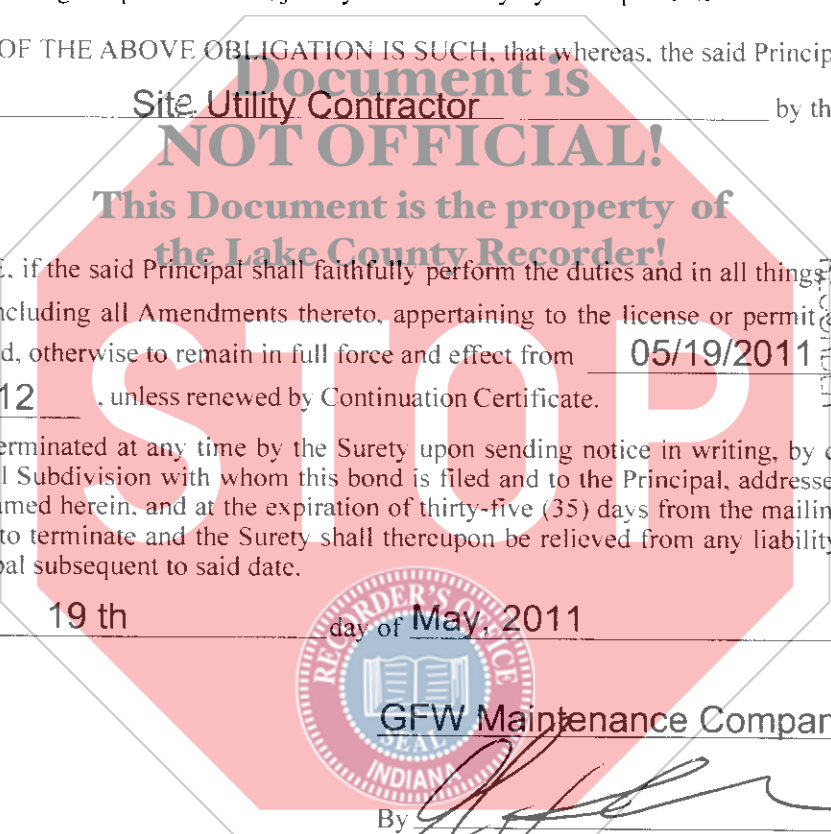 OF THE ABOVE OBLIGATION IS SUCH, that whereas, the said Princip
Document is
Site Utility Contractor by th
NOT OFFICIAL!
This Document is the property of
the Lake County Recorder!
E, if the said Principal shall faithfully perform the duties and in all things
ncluding all Amendments thereto, appertaining to the license or permit
d, otherwise to remain in full force and effect from 05/19/2011
12 , unless renewed by Continuation Certificate.
STOP
erminated at any time by the Surety upon sending notice in writing, by c
l Subdivision with whom this bond is filed and to the Principal, addresse
amed herein, and at the expiration of thirty-five (35) days from the mailin
to terminate and the Surety shall thereupon be relieved from any liability
pal subsequent to said date.
19 th day of May, 2011
RECORDER'S OFFICE
SEAL
INDIANA
GFW Maintenance Compan
By